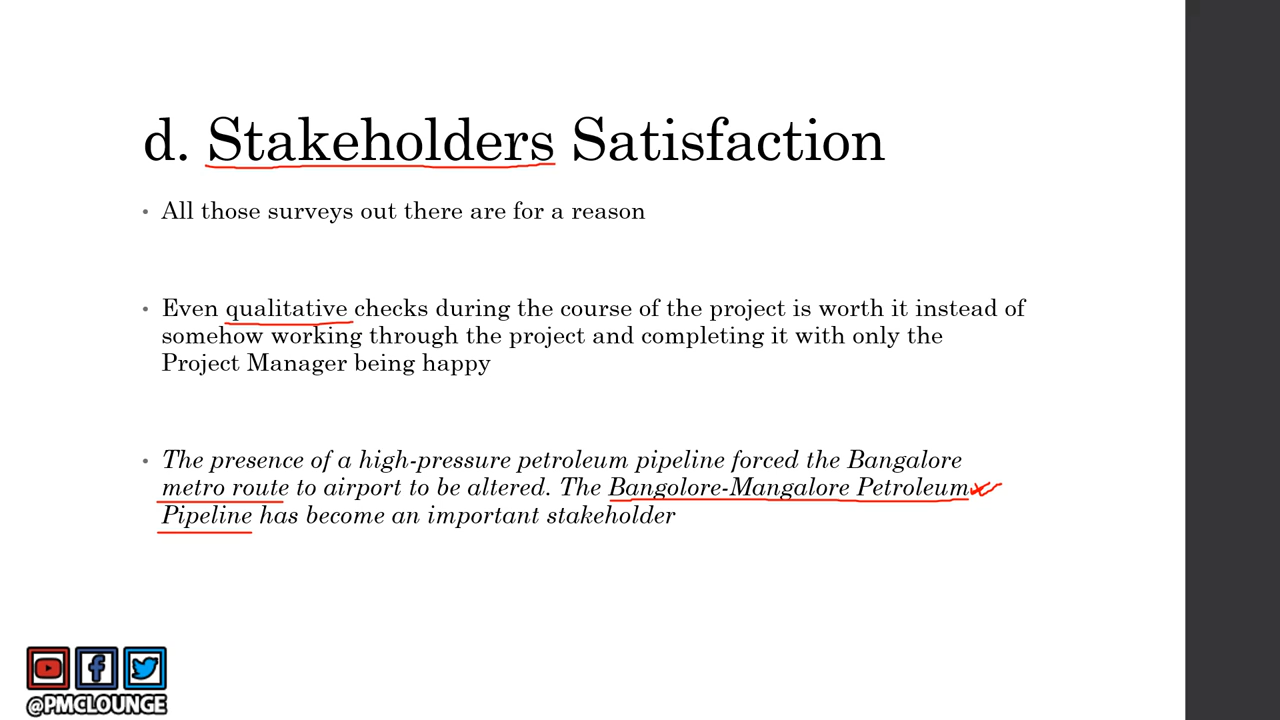 d. Stakeholders Satisfaction
• All those surveys out there are for a reason
• Even qualitative checks during the course of the project is worth it instead of
somehow working through the project and completing it with only the
Project Manager being happy
• The presence of a high-pressure petroleum pipeline forced the Bangalore
metro route to airport to be altered. The Bangolore-Mangalore Petroleum
Pipeline has become an important stakeholder
@PMCLOUNGE